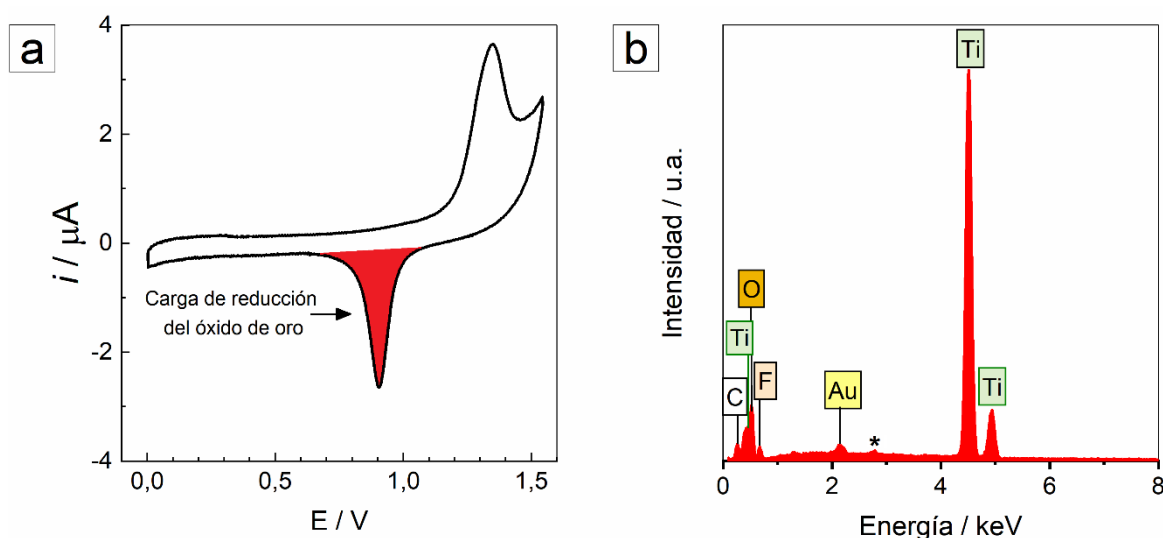 a
4
2
0
-2
-4
i / µA
Carga de reducción
del óxido de oro
0,0
0,5
1,0
1,5
E / V
b
Ti
O
Ti
C
F
Au
*
Ti
Intensidad / u.a.
0
2
4
6
8
Energía / keV